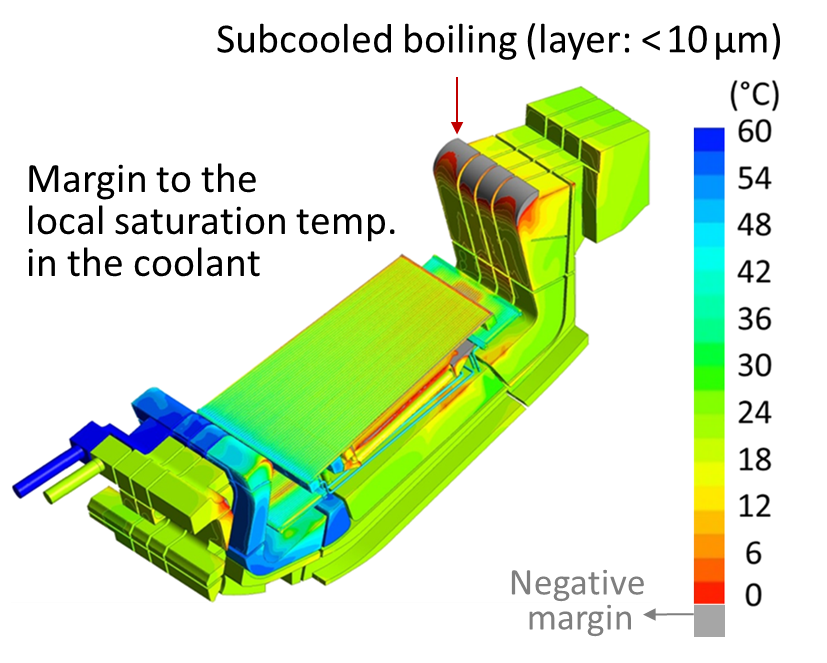 Subcooled boiling (layer: <10 µm)
(°C)
Margin to the
local saturation temp.
in the coolant
60
54
48
42
36
30
24
18
12
6
0
Negative
margin